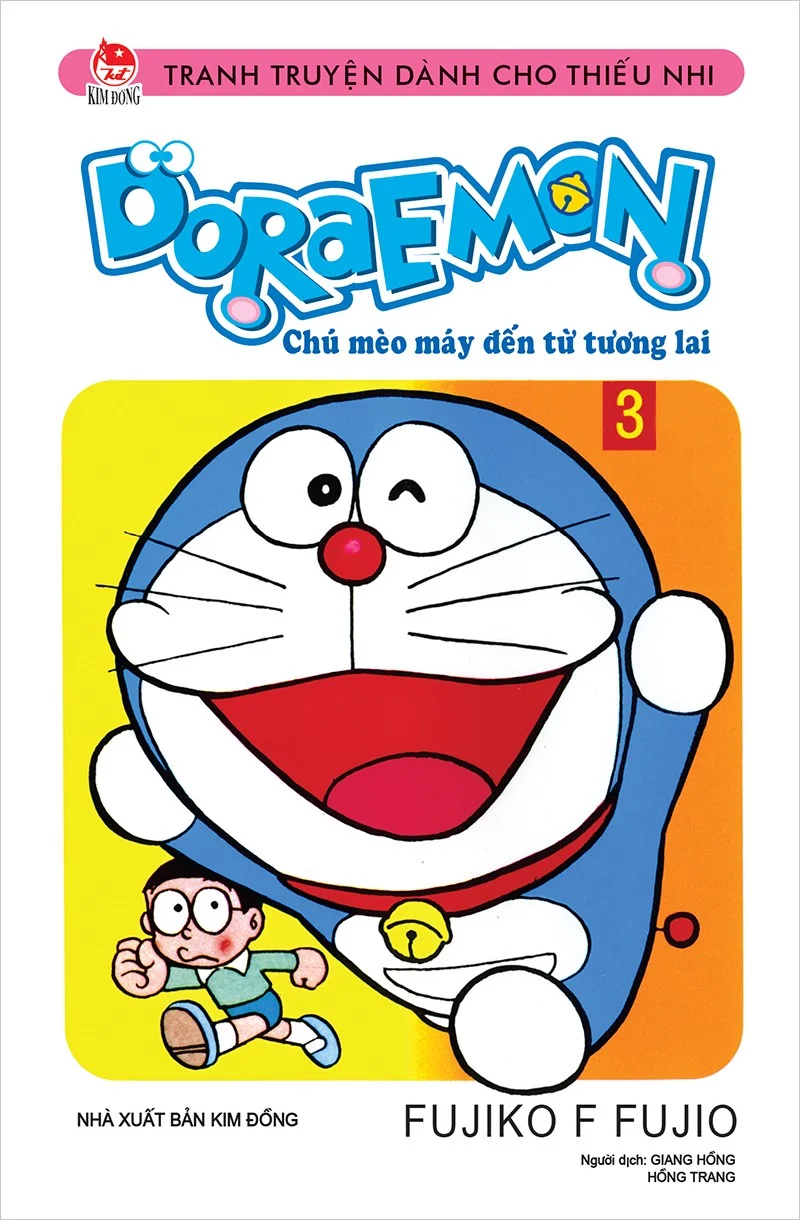 TRANH TRUYỆN DÀNH CHO THIẾU NHI
kđ
KIM ĐỒNG
DORAEMON
Chú mèo máy đến từ tương lai
3
NHÀ XUẤT BẢN KIM ĐỒNG
FUJIKO F FUJIO
Người dịch: GIANG HỒNG
HỒNG TRANG